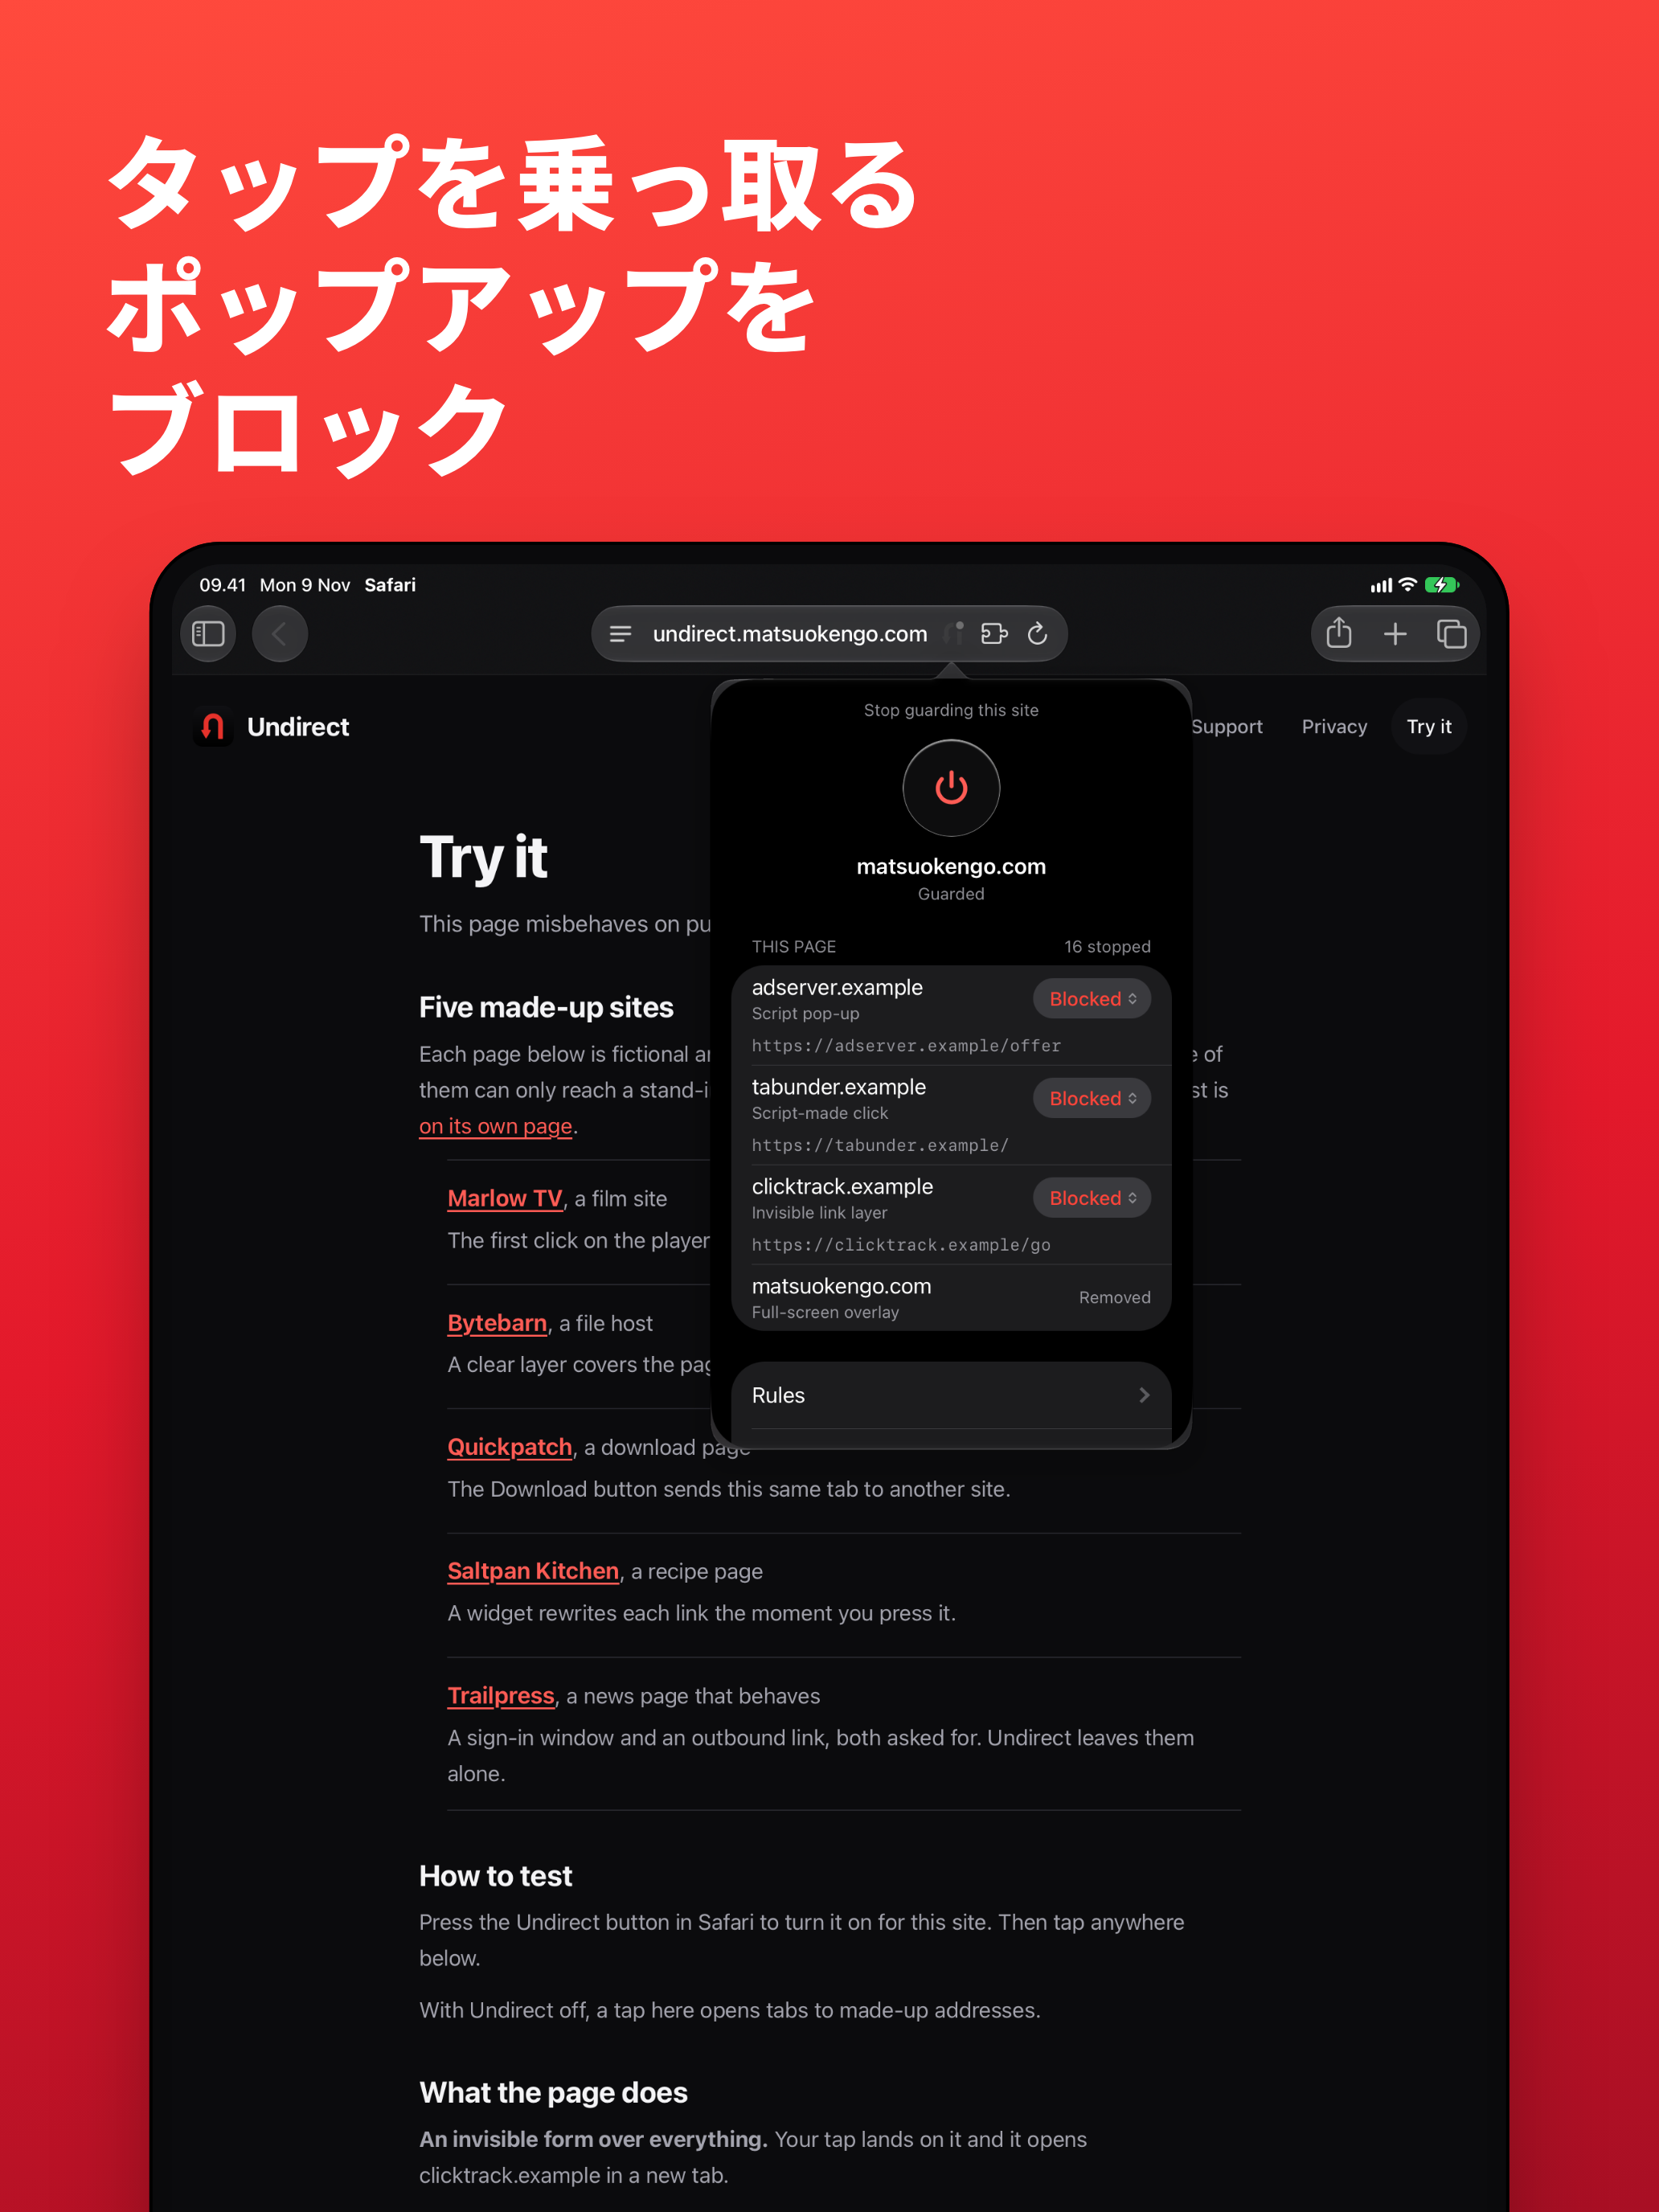 タップを乗っ取る
ポップアップを
ブロック
09.41 Mon 9 Nov Safari
undirect.matsuokengo.com
Undirect
Support Privacy Try it
Stop guarding this site
matsuokengo.com
Guarded
THIS PAGE 16 stopped
adserver.example
Script pop-up
Blocked
https://adserver.example/offer
tabunder.example
Script-made click
Blocked
https://tabunder.example/
clicktrack.example
Invisible link layer
Blocked
https://clicktrack.example/go
matsuokengo.com
Full-screen overlay
Removed
Rules
Try it
This page misbehaves on pu
Five made-up sites
Each page below is fictional of
them can only reach a stand-i st is
on its own page.
Marlow TV, a film site
The first click on the player
Bytebarn, a file host
A clear layer covers the pag
Quickpatch, a download page
The Download button sends this same tab to another site.
Saltpan Kitchen, a recipe page
A widget rewrites each link the moment you press it.
Trailpress, a news page that behaves
A sign-in window and an outbound link, both asked for. Undirect leaves them
alone.
How to test
Press the Undirect button in Safari to turn it on for this site. Then tap anywhere
below.
With Undirect off, a tap here opens tabs to made-up addresses.
What the page does
An invisible form over everything. Your tap lands on it and it opens
clicktrack.example in a new tab.